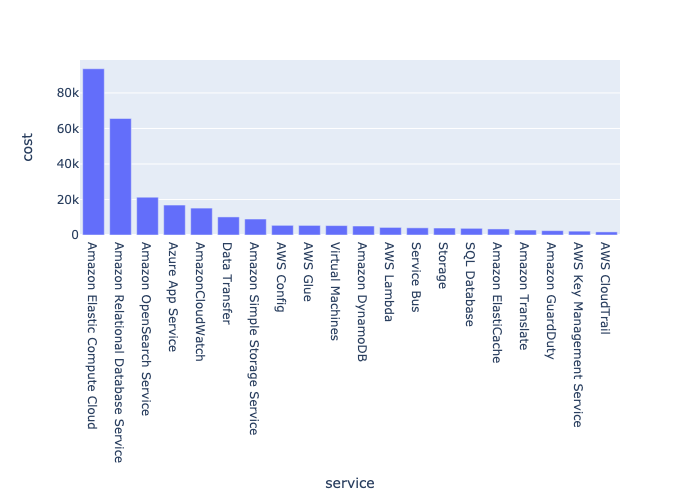 cost
80k
60k
40k
20k
0
Amazon Elastic Compute Cloud
Amazon Relational Database Service
Amazon OpenSearch Service
Azure App Service
AmazonCloudWatch
Data Transfer
Amazon Simple Storage Service
AWS Config
AWS Glue
Virtual Machines
Amazon DynamoDB
AWS Lambda
Service Bus
Storage
SQL Database
Amazon ElastiCache
Amazon Translate
Amazon GuardDuty
AWS Key Management Service
AWS CloudTrail
service